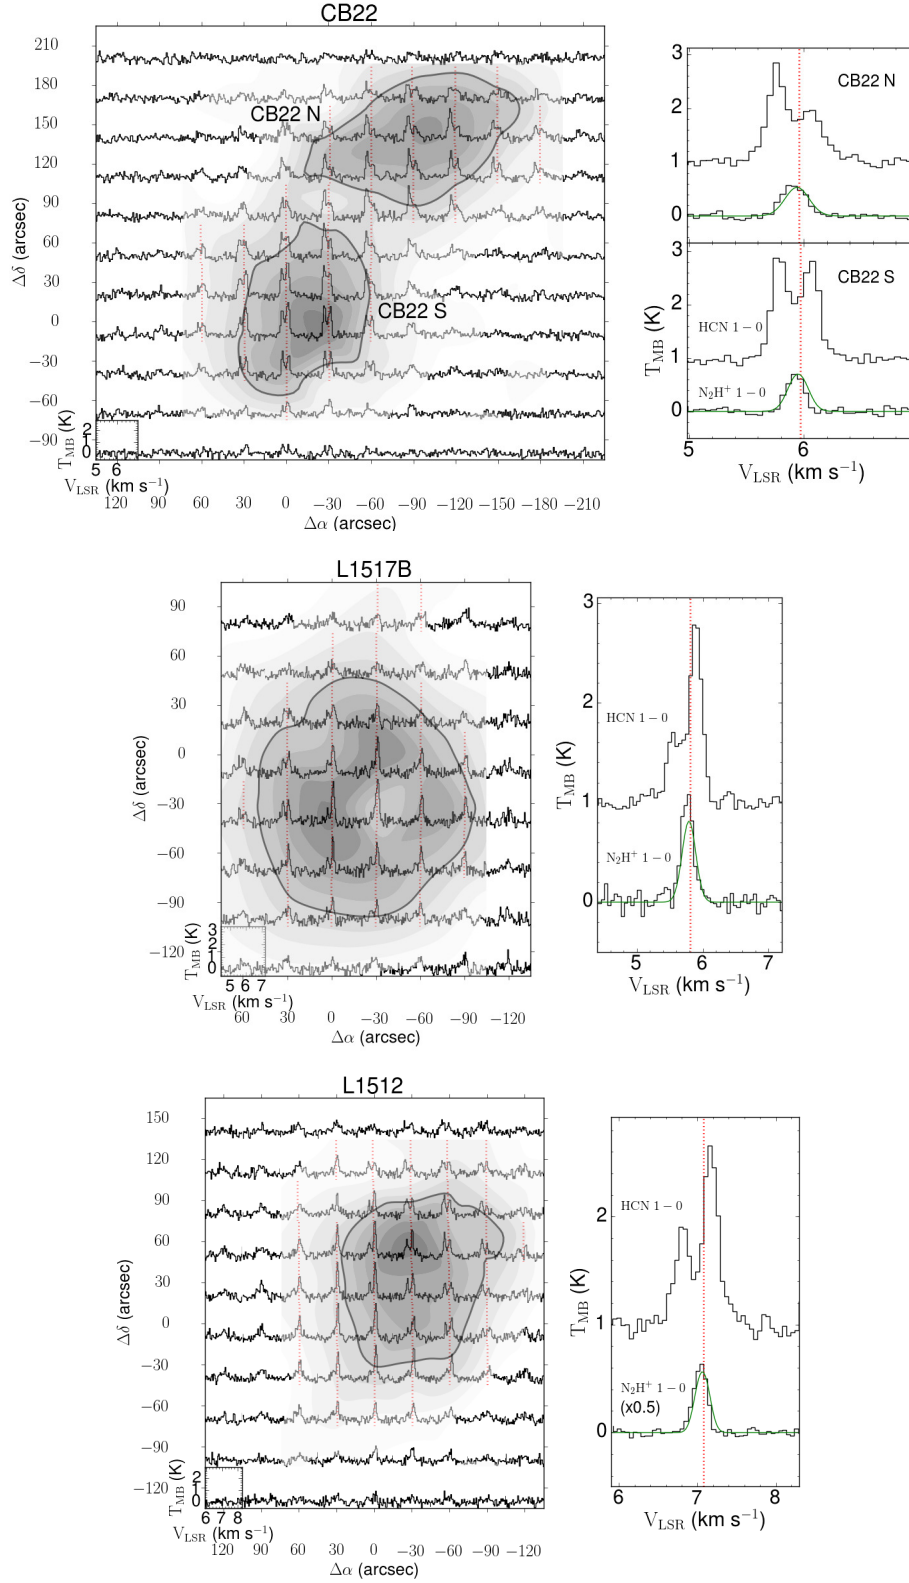 CB22
210
180
150
120
90
60
30
0
−30
−60
−90
Δδ (arcsec)
CB22 N
CB22 S
T_MB (K)
2
1
0
5 6
V_LSR (km s⁻¹)
120 90 60 30 0 −30 −60 −90 −120 −150 −180 −210
Δα (arcsec)
3
2
1
0
CB22 N
3
2
1
0
CB22 S
HCN 1−0
N₂H⁺ 1−0
T_MB (K)
5 6
V_LSR (km s⁻¹)
L1517B
90
60
30
0
−30
−60
−90
−120
Δδ (arcsec)
T_MB (K)
3
2
1
0
5 6 7
V_LSR (km s⁻¹)
60 30 0 −30 −60 −90 −120
Δα (arcsec)
3
2
1
0
HCN 1−0
N₂H⁺ 1−0
T_MB (K)
5 6 7
V_LSR (km s⁻¹)
L1512
150
120
90
60
30
0
−30
−60
−90
−120
Δδ (arcsec)
T_MB (K)
2
1
0
6 7 8
V_LSR (km s⁻¹)
120 90 60 30 0 −30 −60 −90 −120
Δα (arcsec)
2
1
0
HCN 1−0
N₂H⁺ 1−0
(x0.5)
T_MB (K)
6 7 8
V_LSR (km s⁻¹)